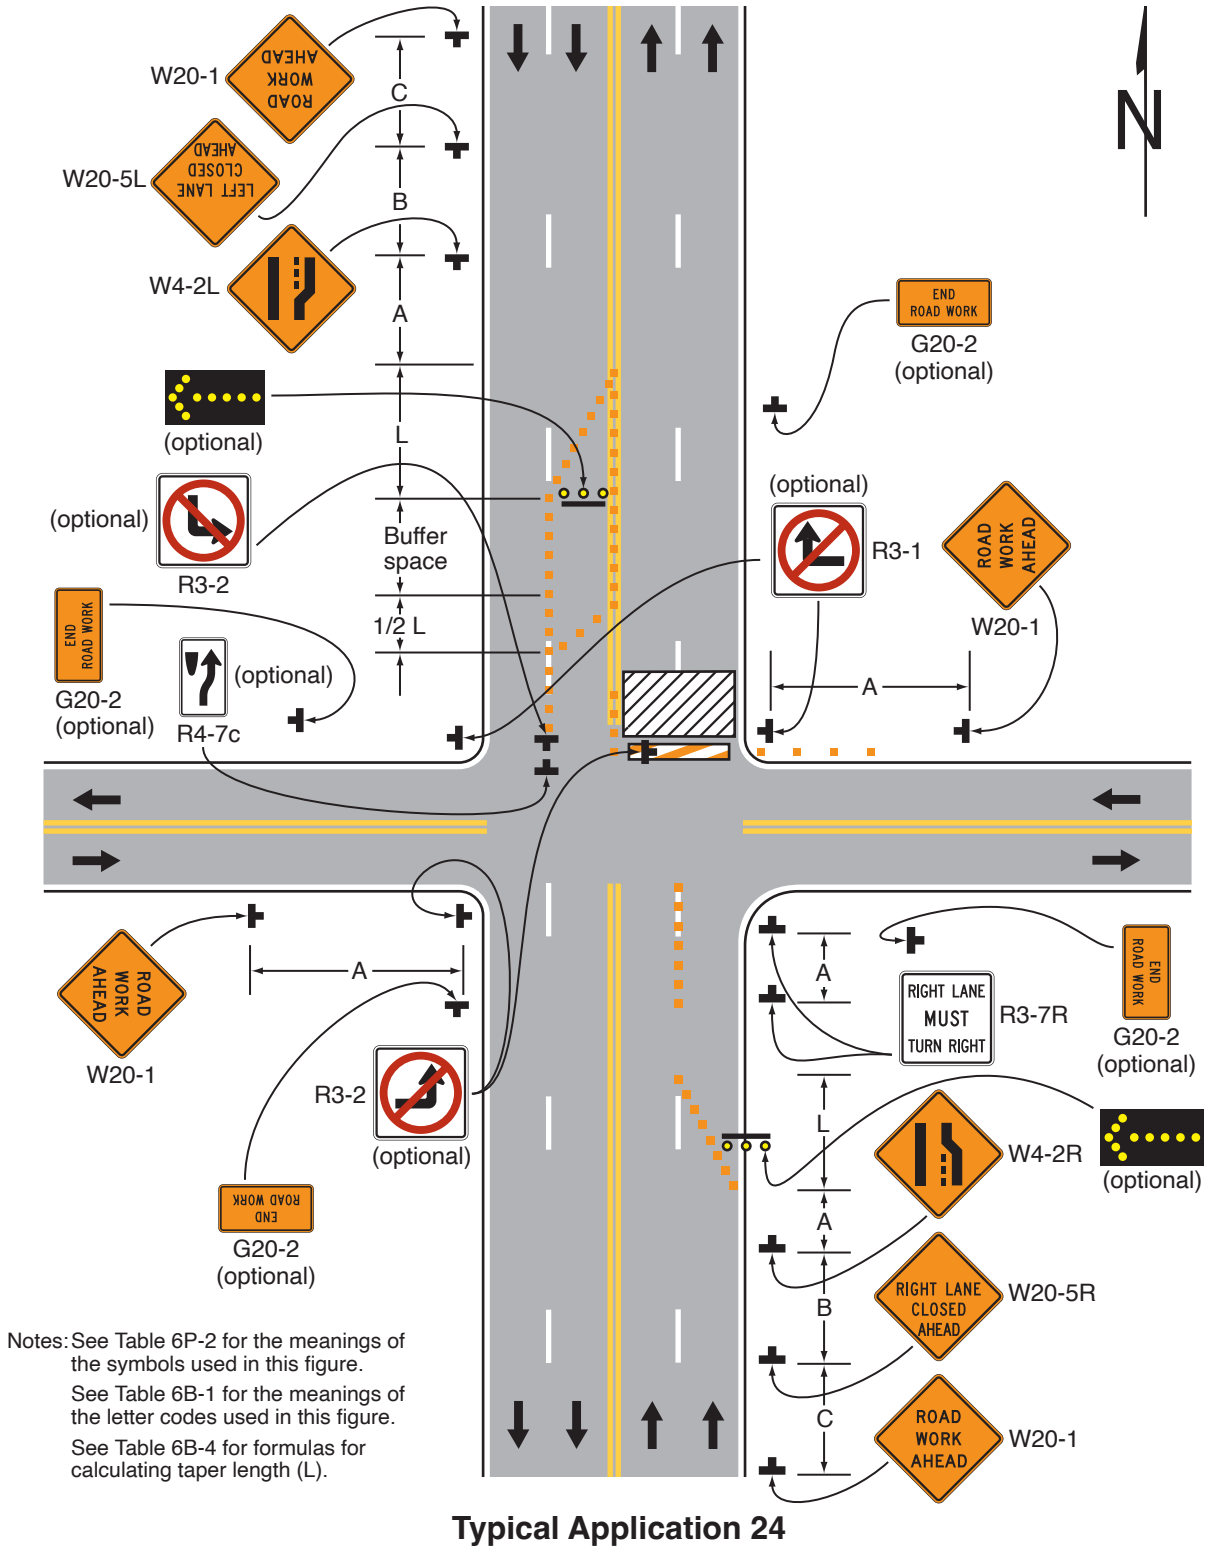 ROAD
WORK
AHEAD
W20-1
C
N
LEFT LANE
CLOSED
AHEAD
W20-5L
B
W4-2L
A
END
ROAD WORK
G20-2
(optional)
(optional)
L
(optional)
R3-2
Buffer
space
(optional)
R3-1
ROAD
WORK
AHEAD
W20-1
END
ROAD WORK
G20-2
(optional)
1/2 L
(optional)
R4-7c
A
ROAD
WORK
AHEAD
W20-1
A
A
RIGHT LANE
MUST
TURN RIGHT
R3-7R
END
ROAD WORK
G20-2
(optional)
R3-2
(optional)
L
W4-2R
(optional)
END
ROAD WORK
G20-2
(optional)
A
RIGHT LANE
CLOSED
AHEAD
W20-5R
B
C
ROAD
WORK
AHEAD
W20-1
Notes: See Table 6P-2 for the meanings of
the symbols used in this figure.
See Table 6B-1 for the meanings of
the letter codes used in this figure.
See Table 6B-4 for formulas for
calculating taper length (L).
Typical Application 24